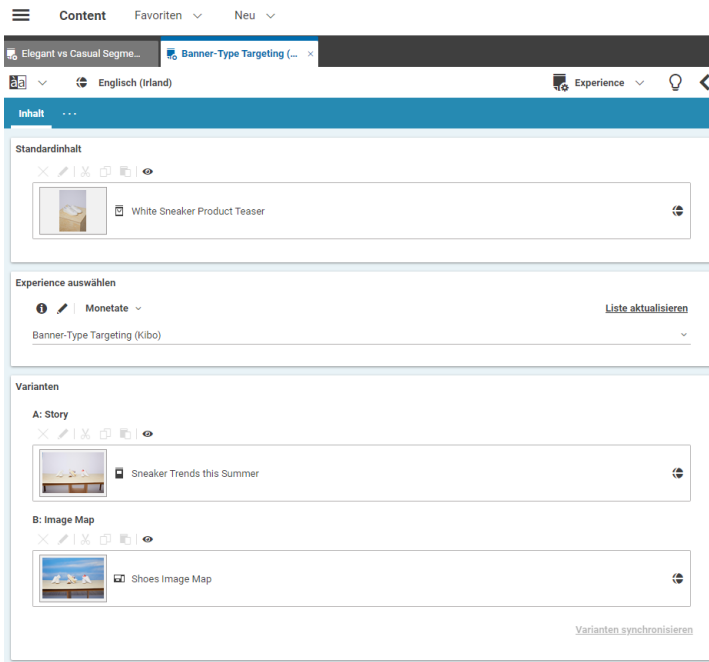 Content Favoriten Neu
Elegant vs Casual Segme... Banner-Type Targeting (... ×
àa Englisch (Irland) Experience
Inhalt ...
Standardinhalt
White Sneaker Product Teaser
Experience auswählen
Monetate Liste aktualisieren
Banner-Type Targeting (Kibo)
Varianten
A: Story
Sneaker Trends this Summer
B: Image Map
Shoes Image Map
Varianten synchronisieren